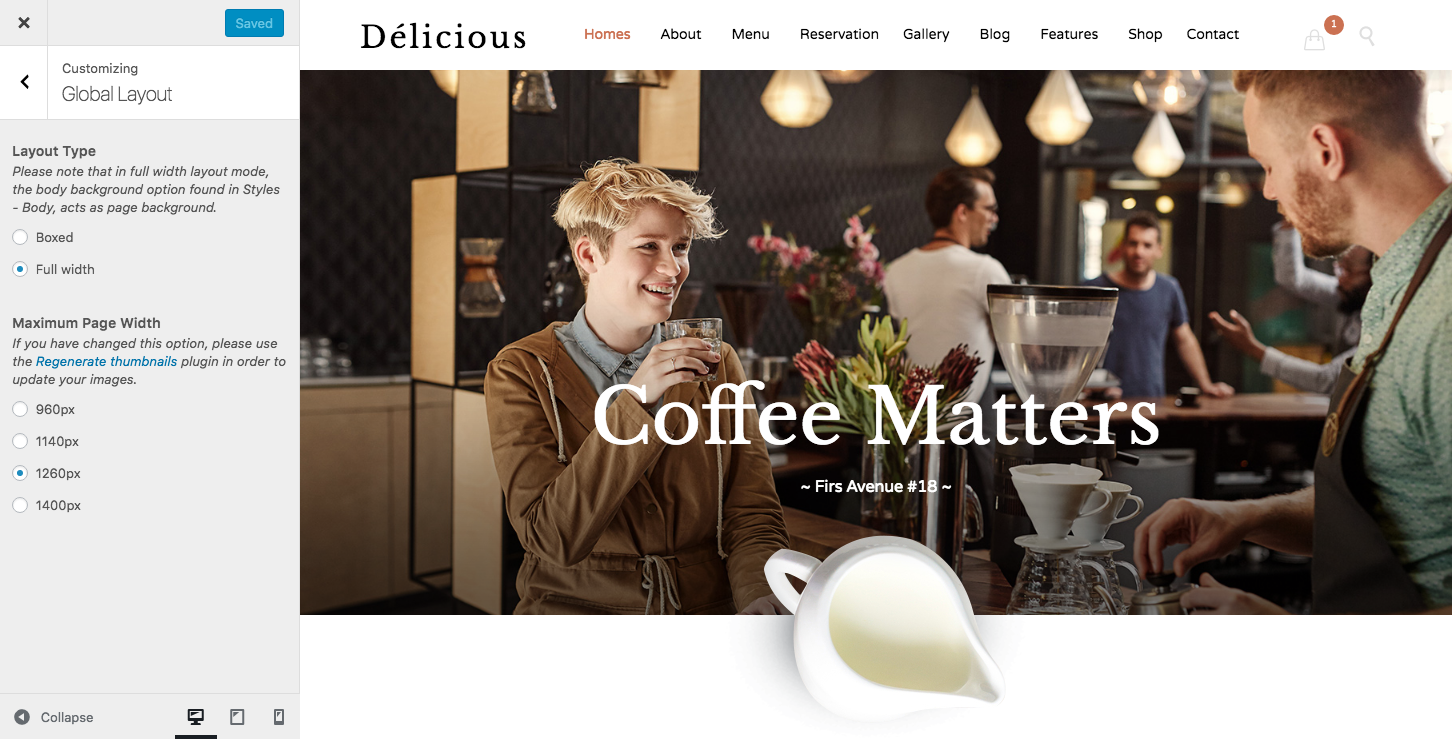 Saved
Customizing
Global Layout
Layout Type
Please note that in full width layout mode,
the body background option found in Styles
- Body, acts as page background.
Boxed
Full width
Maximum Page Width
If you have changed this option, please use
the Regenerate thumbnails plugin in order to
update your images.
960px
1140px
1260px
1400px
Collapse
Délicious
Homes About Menu Reservation Gallery Blog Features Shop Contact 1
Coffee Matters
~ Firs Avenue #18 ~